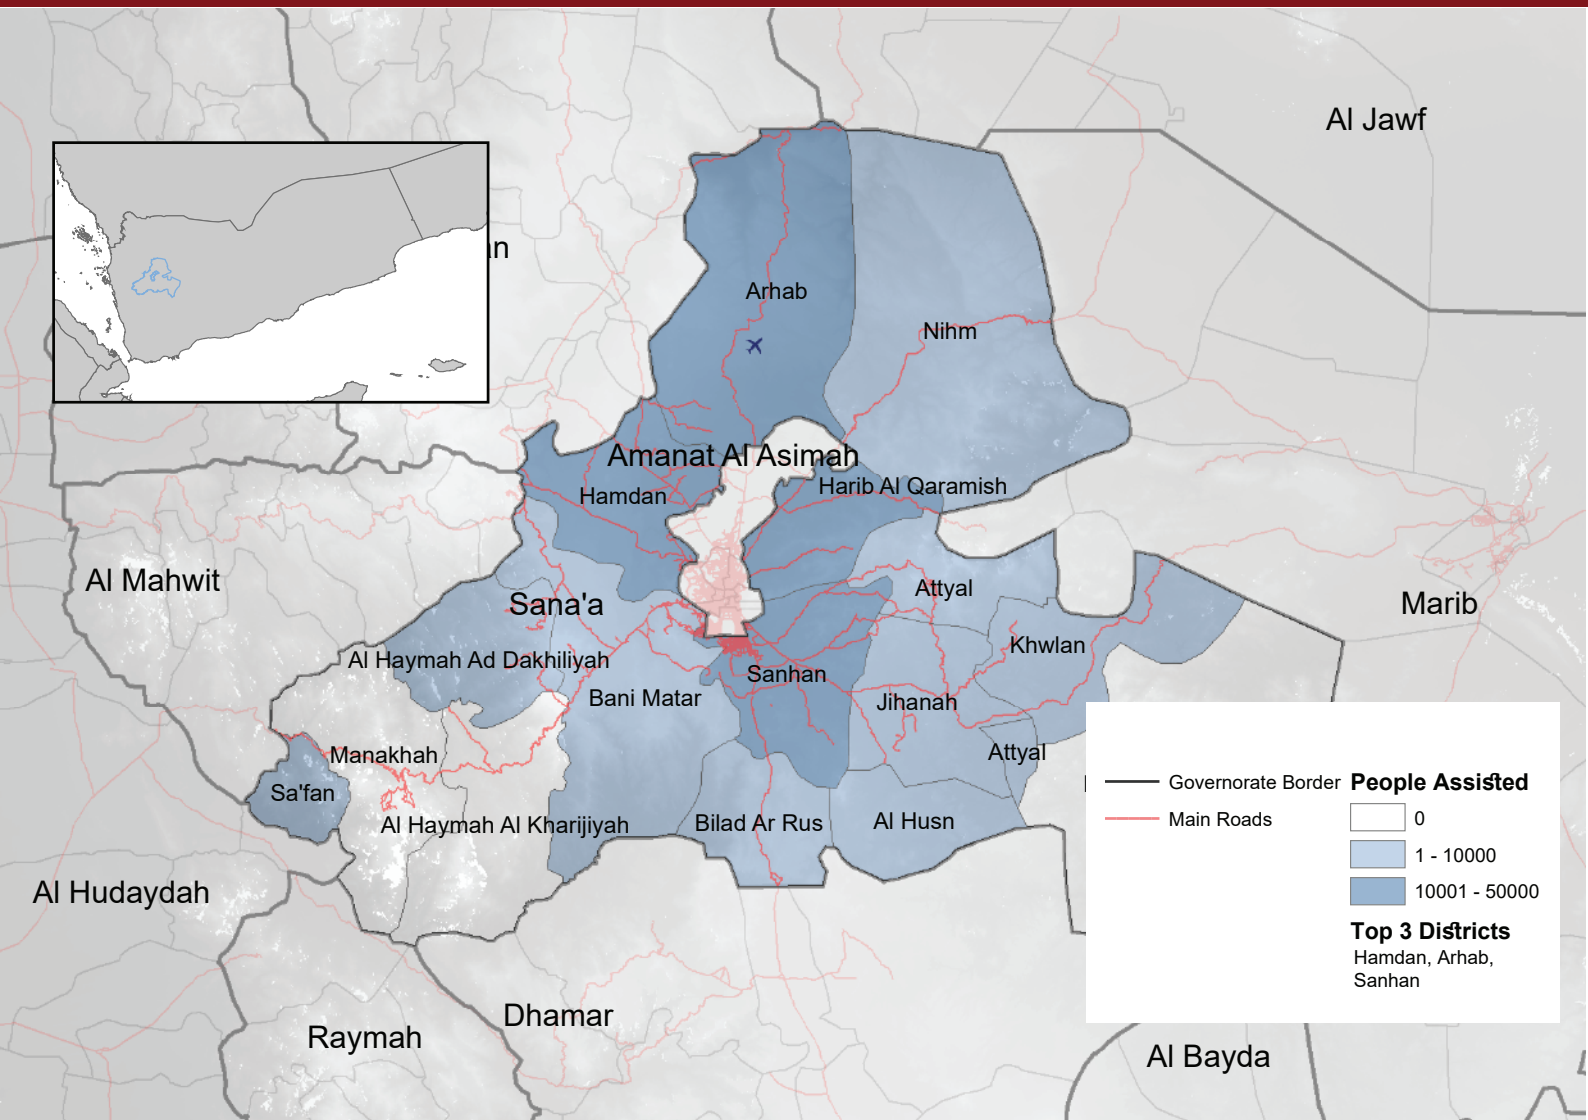 Al Jawf
an
Arhab
Nihm
Amanat Al Asimah
Hamdan
Harib Al Qaramish
Al Mahwit
Attyal
Sana'a
Marib
Khwlan
Al Haymah Ad Dakhiliyah
Sanhan
Bani Matar
Jihanah
Manakhah
Attyal
Sa'fan
Al Haymah Al Kharijiyah
Bilad Ar Rus
Al Husn
Governorate Border
Main Roads
People Assisted
0
1 - 10000
10001 - 50000
Top 3 Districts
Hamdan, Arhab,
Sanhan
Al Hudaydah
Dhamar
Raymah
Al Bayda